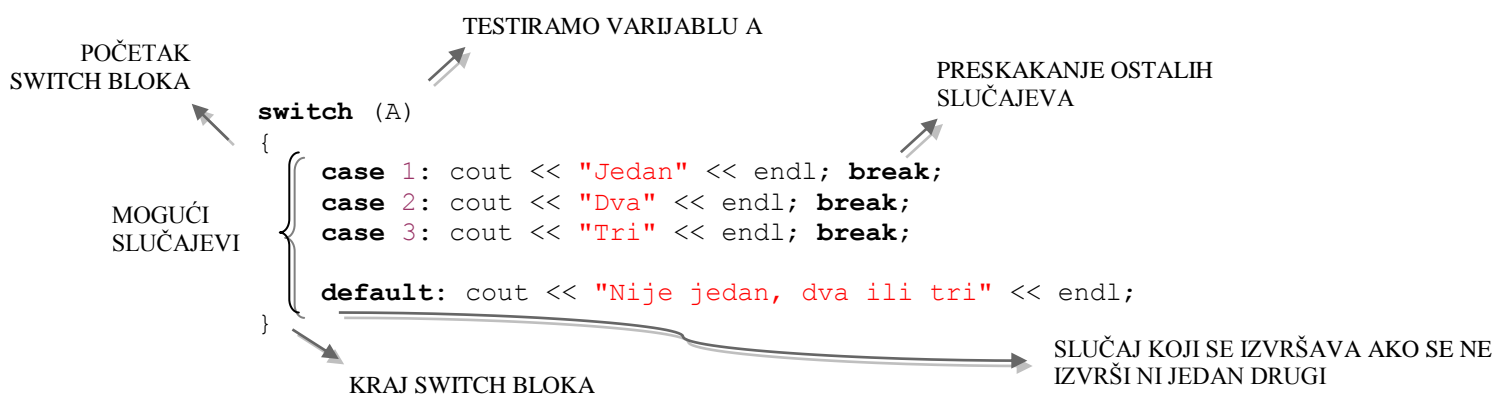 TESTIRAMO VARIJABLU A
POČETAK
SWITCH BLOKA
PRESKAKANJE OSTALIH
SLUČAJEVA
switch (A)
{
case 1: cout << "Jedan" << endl; break;
case 2: cout << "Dva" << endl; break;
case 3: cout << "Tri" << endl; break;
MOGUĆI
SLUČAJEVI
default: cout << "Nije jedan, dva ili tri" << endl;
}
SLUČAJ KOJI SE IZVRŠAVA AKO SE NE
IZVRŠI NI JEDAN DRUGI
KRAJ SWITCH BLOKA